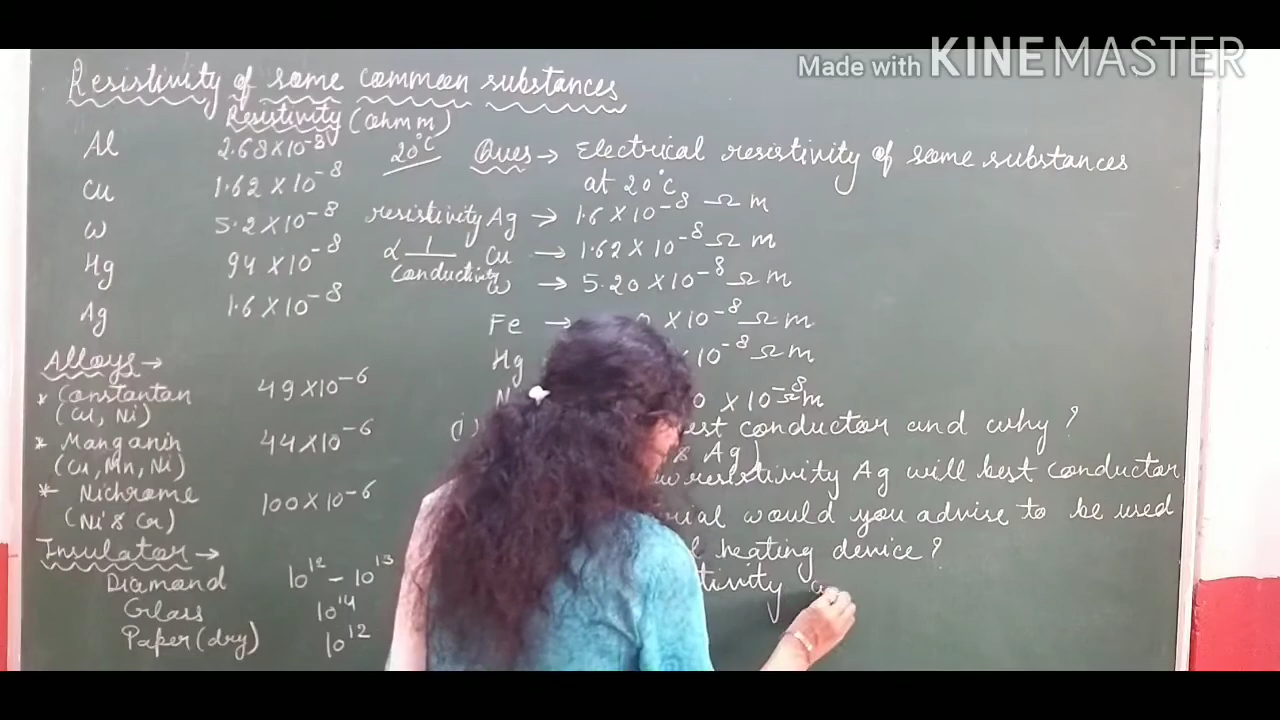 Made with KINEMASTER
Resistivity of some common substances
Resistivity (ohm m)
20°C
Al 2.68×10⁻⁸
Cu 1.62×10⁻⁸
W 5.2×10⁻⁸
Hg 94×10⁻⁸
Ag 1.6×10⁻⁸
Alloys→
* Constantan 49×10⁻⁶
(Cu, Ni)
* Manganin 44×10⁻⁶
(Cu, Mn, Ni)
* Nichrome 100×10⁻⁶
(Ni & Cr)
Insulator→
Diamond 10¹²-10¹³
Glass 10¹⁴
Paper (dry) 10¹²
resistivity
∝ 1
Conductivity
Ques→ Electrical resistivity of some substances
at 20°C
Ag → 1.6×10⁻⁸ Ω m
Cu → 1.62×10⁻⁸ Ω m
W → 5.20×10⁻⁸ Ω m
Fe → ×10⁻⁸ Ω m
Hg 10⁻⁸ Ω m
×10⁻⁸ Ω m
conductor and why?
Ag)
resistivity Ag will best conductor
would you advise to be used
heating device?